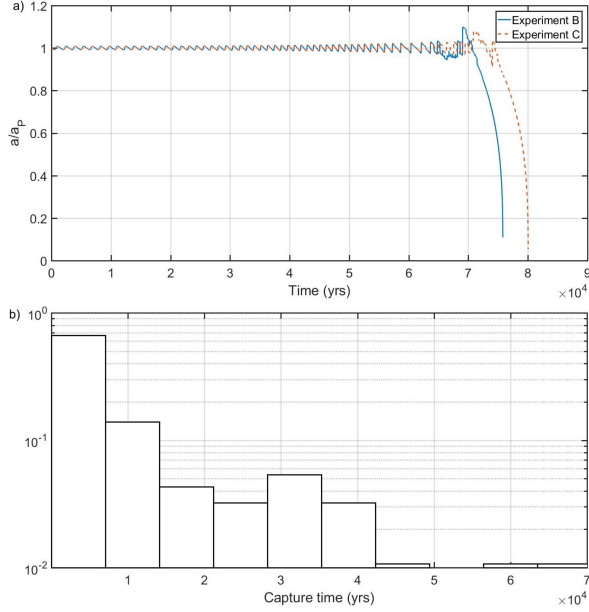 a)
1.2
1
0.8
0.6
0.4
0.2
0
a/aP
Experiment B
Experiment C
0 1 2 3 4 5 6 7 8 9
Time (yrs)
×10^4
b)
10^0
10^-1
10^-2
1 2 3 4 5 6 7
Capture time (yrs)
×10^4